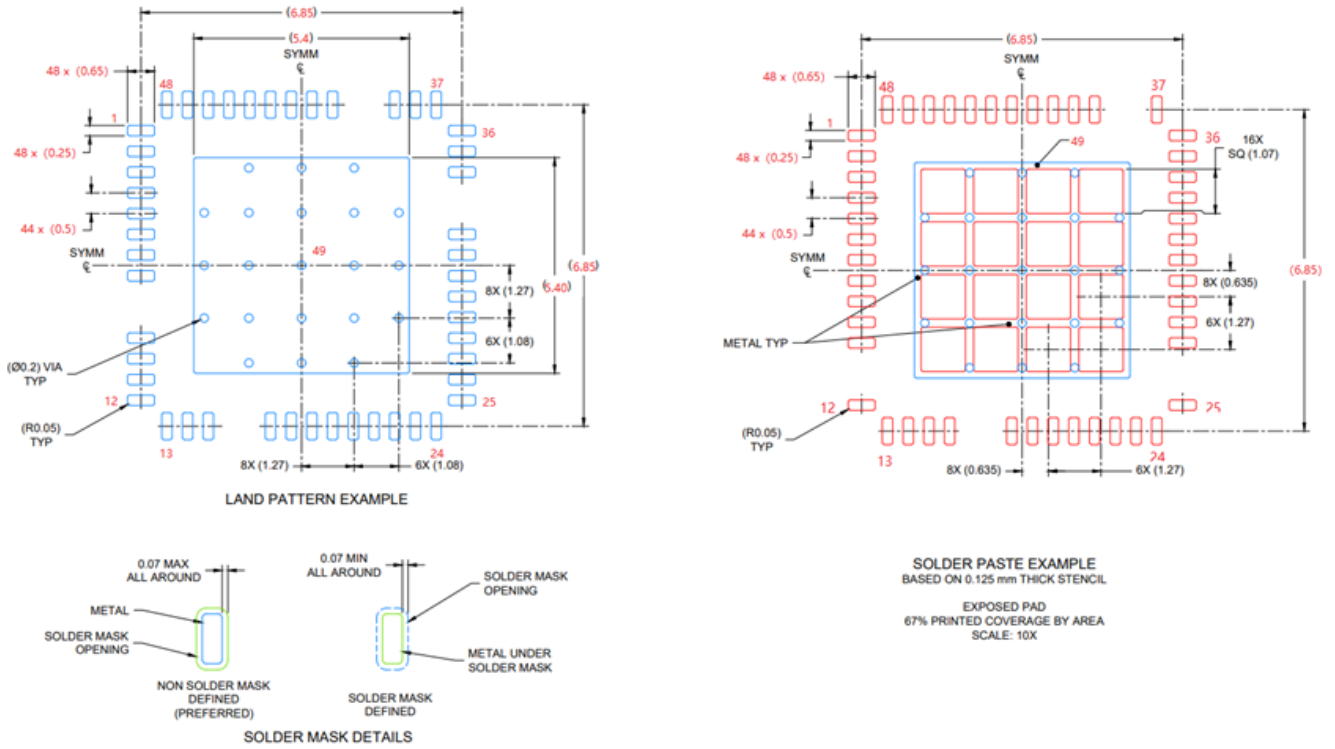 (6.85)
(5.4)
SYMM
℄
48 x (0.65)
48
37
1
36
48 x (0.25)
44 x (0.5)
SYMM
℄
49
(6.85)
(5.40)
8X (1.27)
6X (1.08)
(Ø0.2) VIA
TYP
12
25
(R0.05)
TYP
13
24
8X (1.27)
6X (1.08)
LAND PATTERN EXAMPLE
(6.85)
SYMM
℄
48 x (0.65)
48
37
1
49
36
16X
SQ (1.07)
48 x (0.25)
44 x (0.5)
SYMM
℄
(6.85)
8X (0.635)
6X (1.27)
METAL TYP
12
25
(R0.05)
TYP
13
24
8X (0.635)
6X (1.27)
SOLDER PASTE EXAMPLE
BASED ON 0.125 mm THICK STENCIL
EXPOSED PAD
67% PRINTED COVERAGE BY AREA
SCALE: 10X
0.07 MAX
ALL AROUND
METAL
SOLDER MASK
OPENING
NON SOLDER MASK
DEFINED
(PREFERRED)
0.07 MIN
ALL AROUND
SOLDER MASK
OPENING
METAL UNDER
SOLDER MASK
SOLDER MASK
DEFINED
SOLDER MASK DETAILS